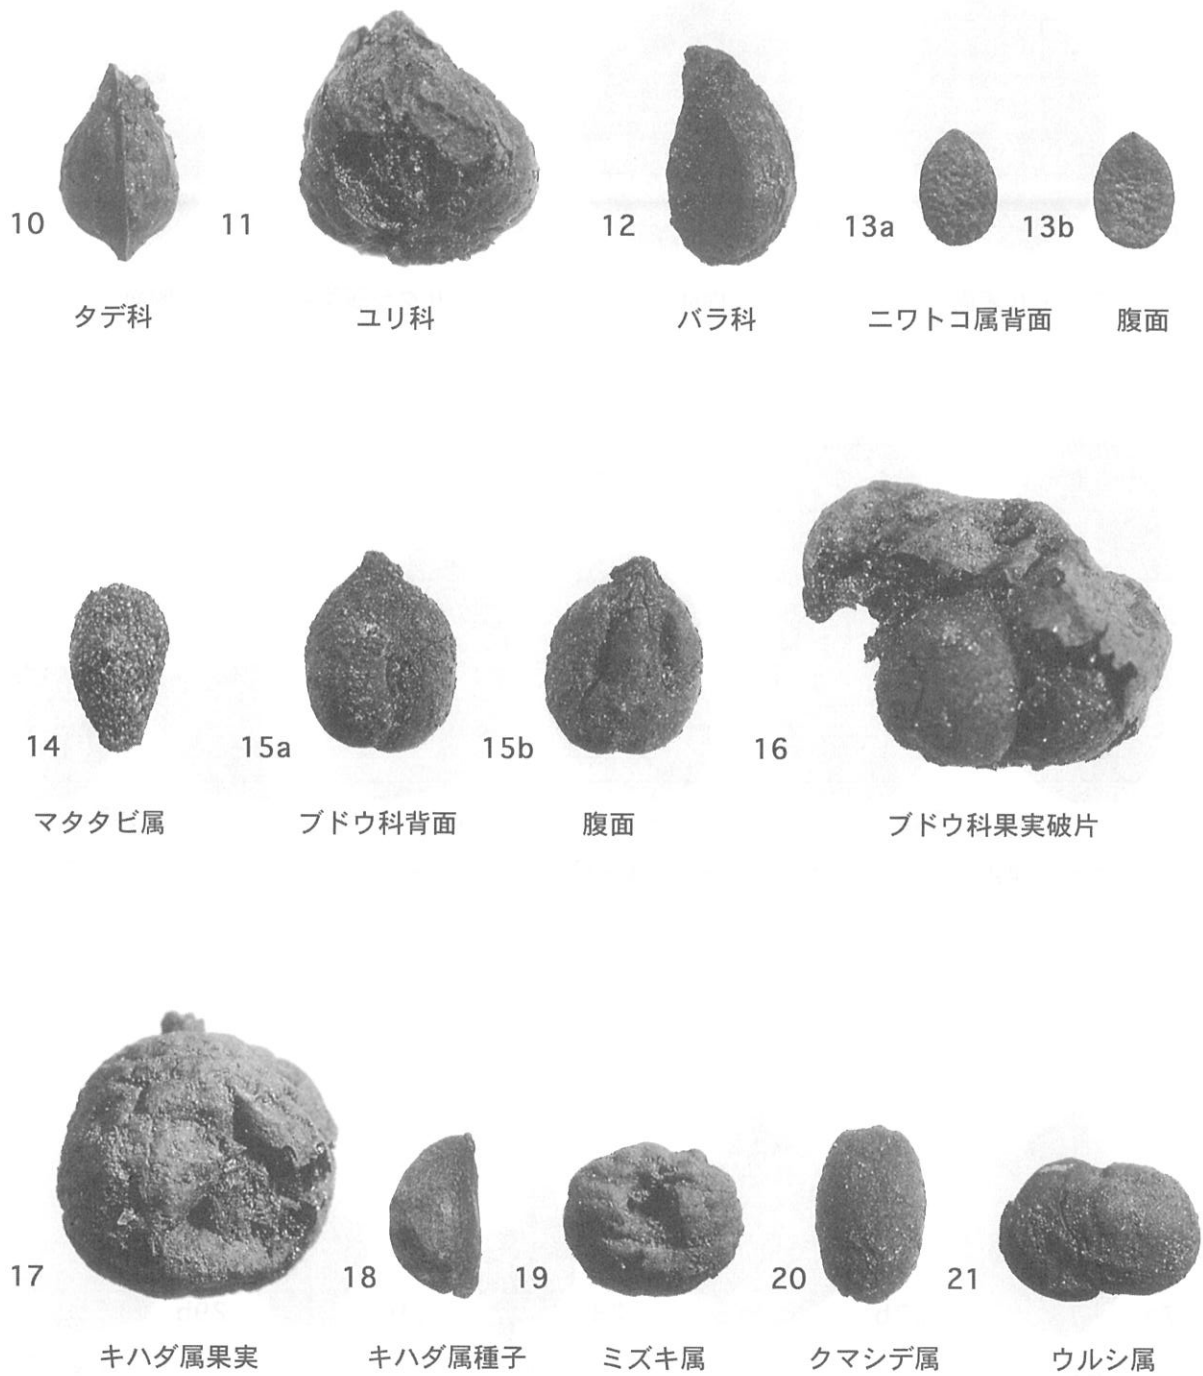 10 11 12 13a 13b
タデ科 ユリ科 バラ科 ニワトコ属背面 腹面
14 15a 15b 16
マタタビ属 ブドウ科背面 腹面 ブドウ科果実破片
17 18 19 20 21
キハダ属果実 キハダ属種子 ミズキ属 クマシデ属 ウルシ属